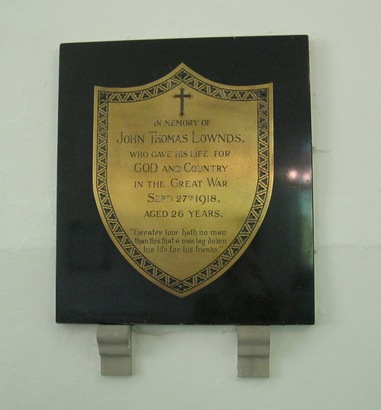 IN MEMORY OF
JOHN THOMAS LOWNDS,
WHO GAVE HIS LIFE FOR
GOD AND COUNTRY
IN THE GREAT WAR
SEPT 27TH 1918.
AGED 26 YEARS.
"Greater love hath no man
than this that a man lay down
his life for his friends."